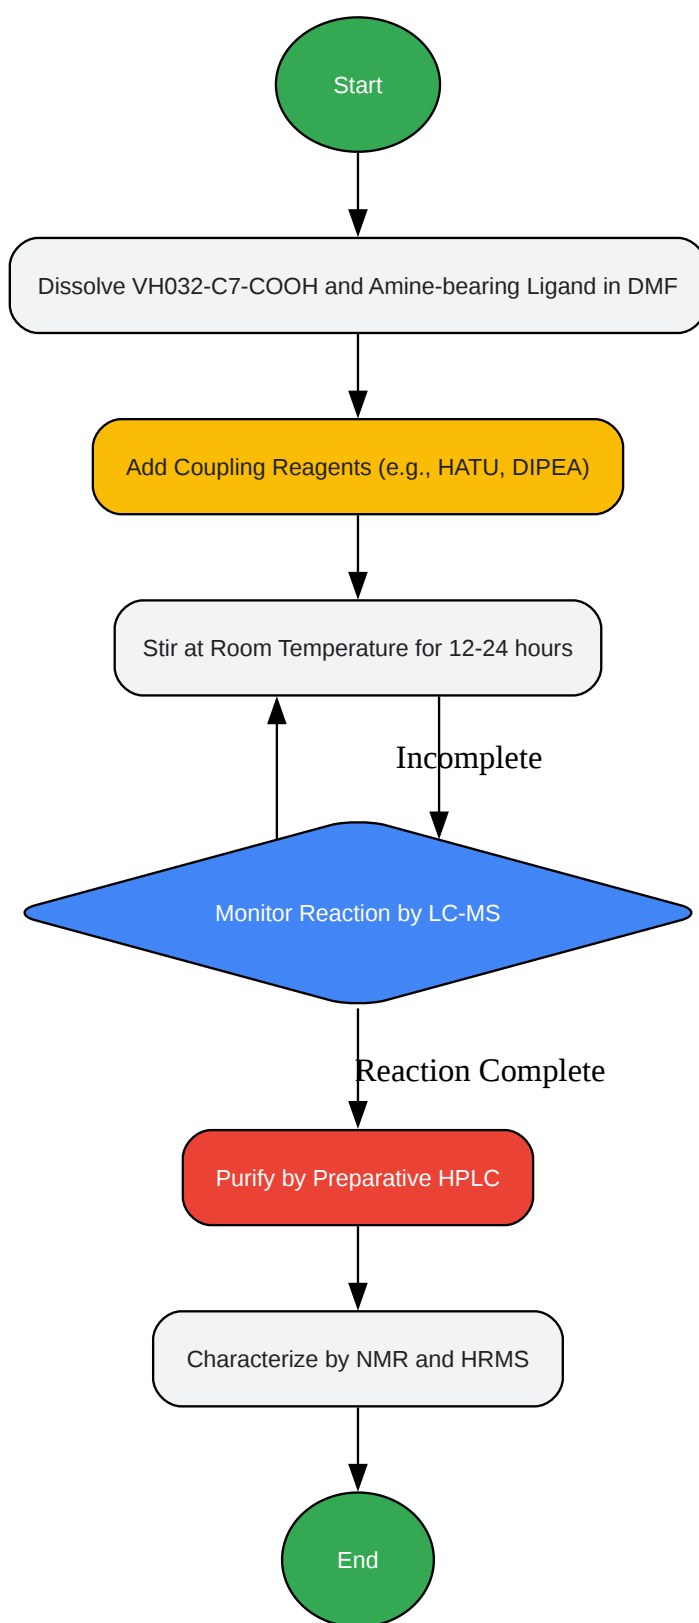 Start
Dissolve VH032-C7-COOH and Amine-bearing Ligand in DMF
Add Coupling Reagents (e.g., HATU, DIPEA)
Stir at Room Temperature for 12-24 hours
Incomplete
Monitor Reaction by LC-MS
Reaction Complete
Purify by Preparative HPLC
Characterize by NMR and HRMS
End